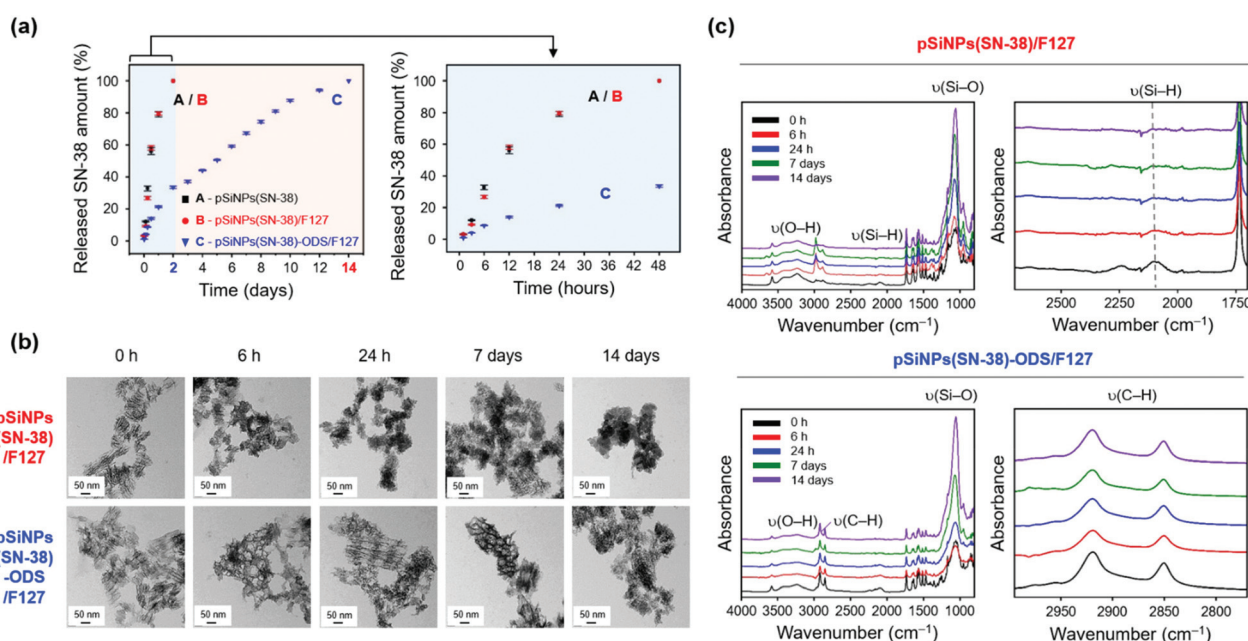 (a)
Released SN-38 amount (%)
100
80
60
40
20
0
A / B
C
A - pSiNPs(SN-38)
B - pSiNPs(SN-38)/F127
C - pSiNPs(SN-38)-ODS/F127
0 2 4 6 8 10 12 14
Time (days)
Released SN-38 amount (%)
100
80
60
40
20
0
A / B
C
0 6 12 18 24 30 36 42 48
Time (hours)
(b)
0 h 6 h 24 h 7 days 14 days
pSiNPs
(SN-38)
/F127
50 nm 50 nm 50 nm 50 nm 50 nm
pSiNPs
(SN-38)
-ODS
/F127
50 nm 50 nm 50 nm 50 nm 50 nm
(c)
pSiNPs(SN-38)/F127
υ(Si–O)
Absorbance
0 h
6 h
24 h
7 days
14 days
υ(O–H)
υ(Si–H)
4000 3000 2500 2000 1500 1000
Wavenumber (cm⁻¹)
υ(Si–H)
Absorbance
2500 2250 2000 1750
Wavenumber (cm⁻¹)
pSiNPs(SN-38)-ODS/F127
υ(Si–O)
Absorbance
0 h
6 h
24 h
7 days
14 days
υ(O–H)
υ(C–H)
4000 3000 2500 2000 1500 1000
Wavenumber (cm⁻¹)
υ(C–H)
Absorbance
2950 2900 2850 2800
Wavenumber (cm⁻¹)